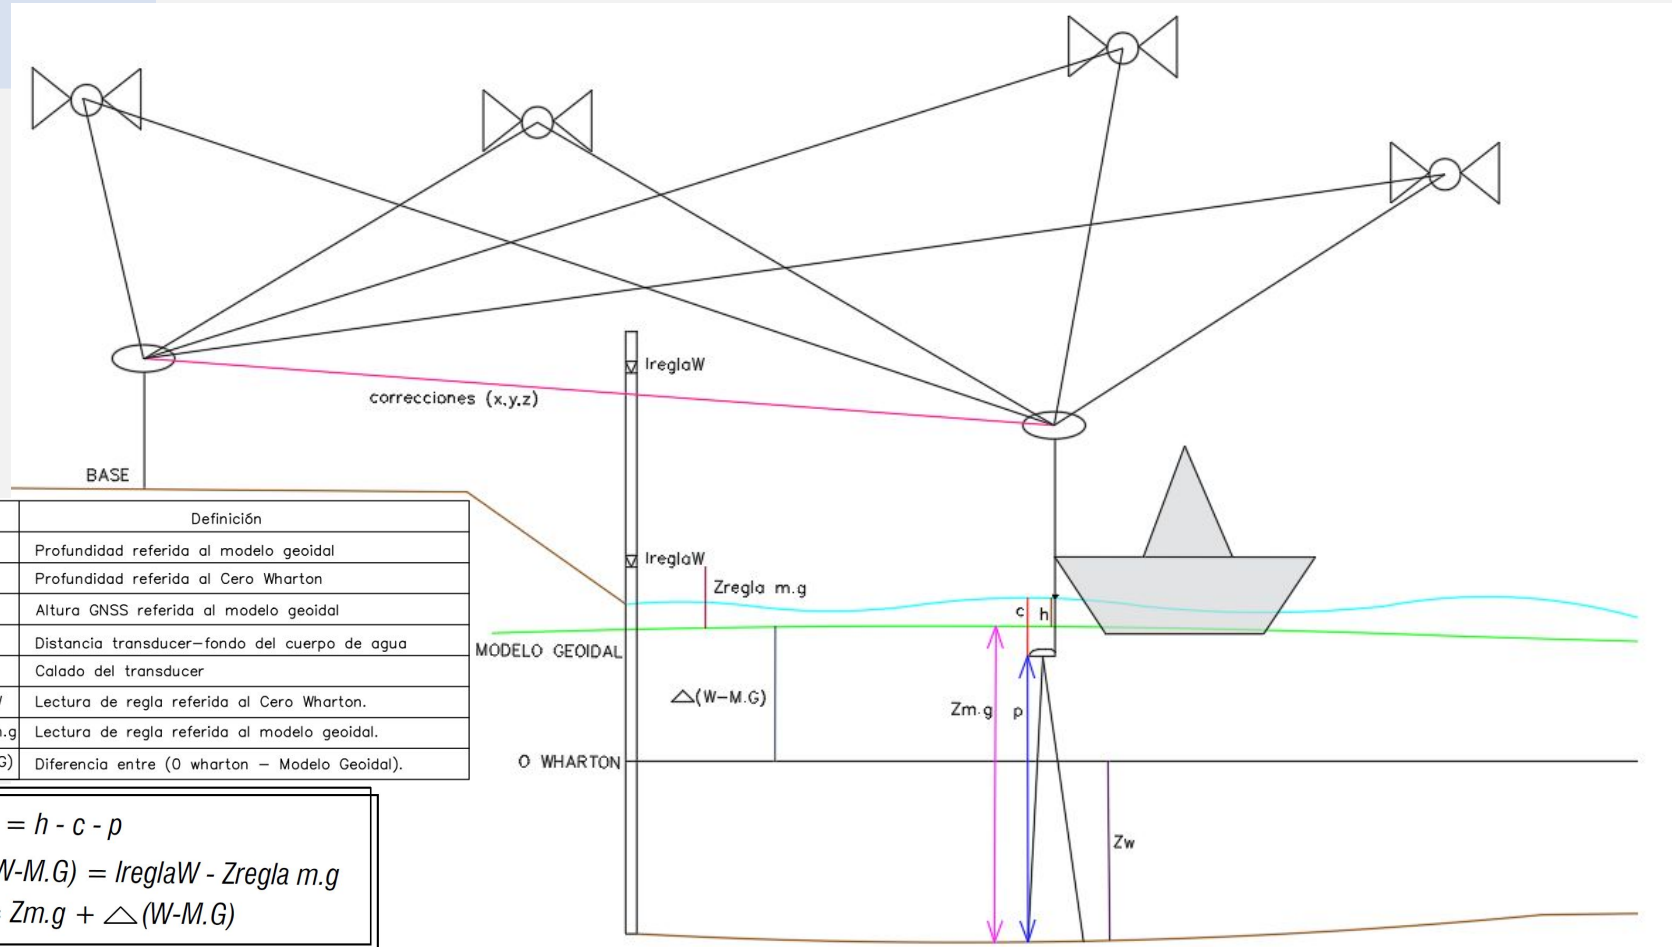 IreglaW
correcciones (x,y,z)
BASE
Definición
Profundidad referida al modelo geoidal
Profundidad referida al Cero Wharton
Altura GNSS referida al modelo geoidal
Distancia transducer-fondo del cuerpo de agua
Calado del transducer
Lectura de regla referida al Cero Wharton.
.g Lectura de regla referida al modelo geoidal.
G) Diferencia entre (0 wharton - Modelo Geoidal).
= h - c - p
W-M.G) = IreglaW - Zregla m.g
Zm.g + △(W-M.G)
IreglaW
Zregla m.g
c h
MODELO GEOIDAL
△(W-M.G)
Zm.g p
0 WHARTON
Zw